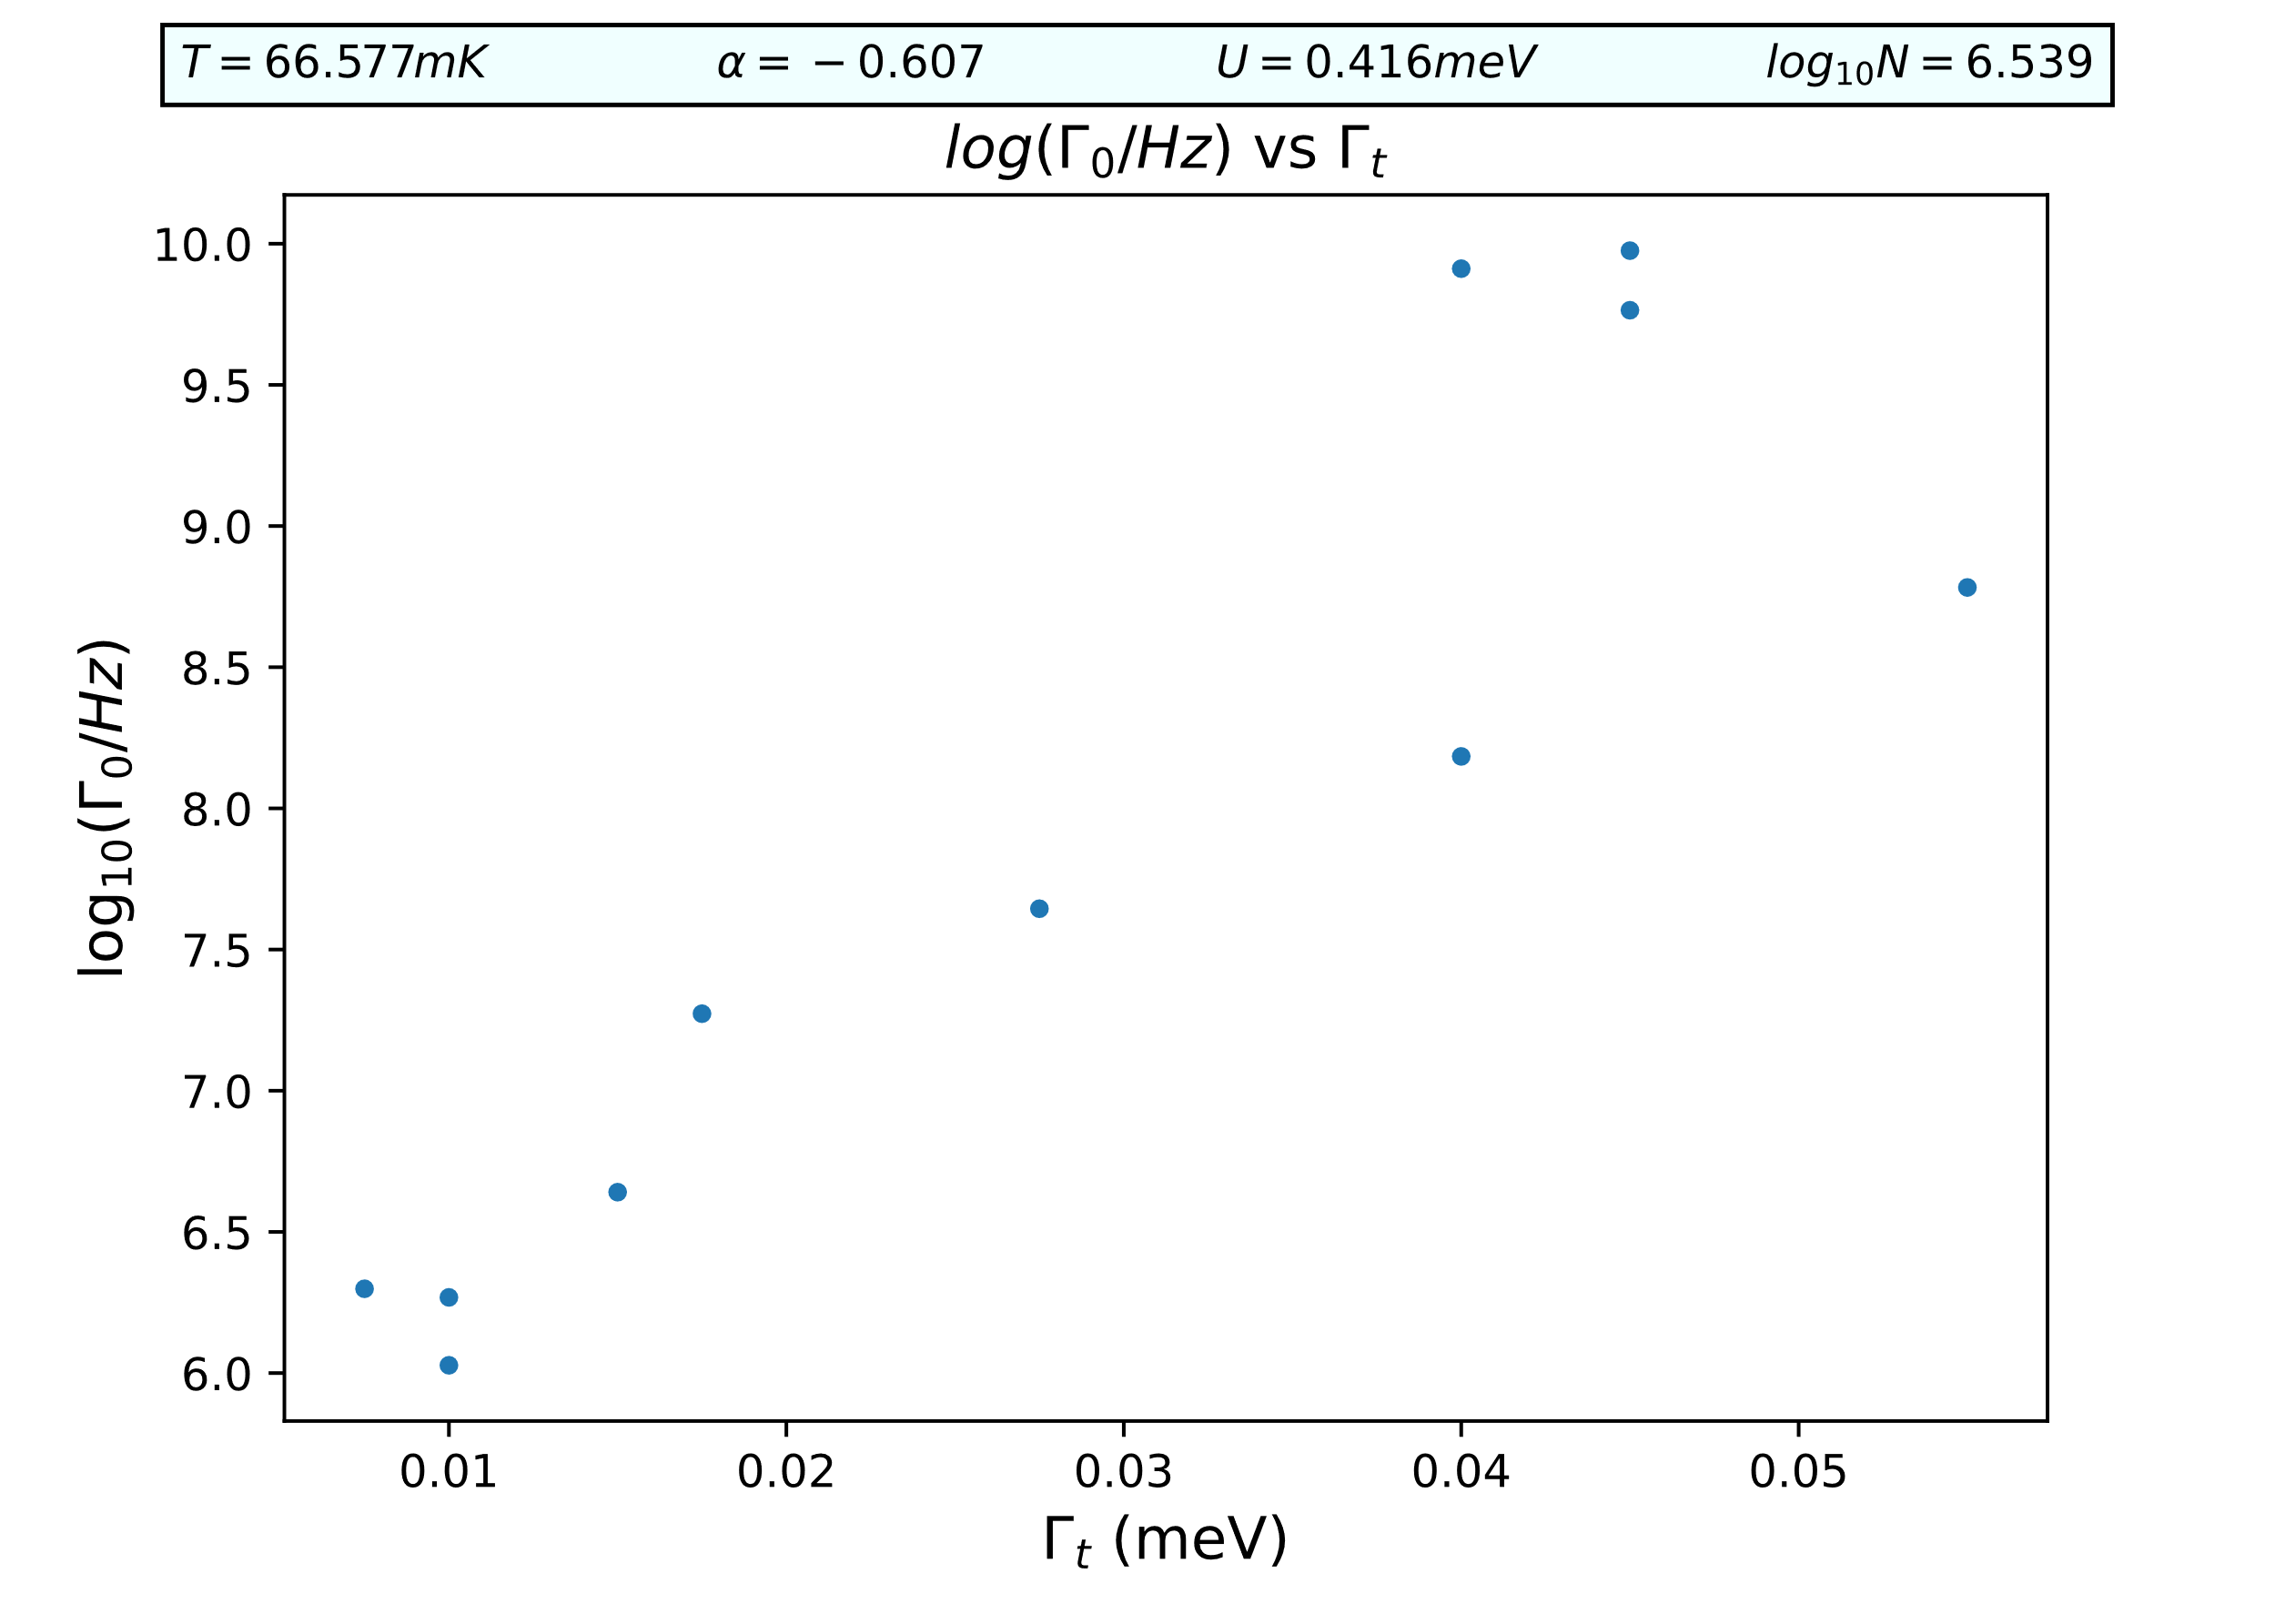 T = 66.577mK α = − 0.607 U = 0.416meV log₁₀N = 6.539
log(Γ₀/Hz) vs Γₜ
10.0
9.5
9.0
8.5
8.0
7.5
7.0
6.5
6.0
log₁₀(Γ₀/Hz)
0.01 0.02 0.03 0.04 0.05
Γₜ (meV)